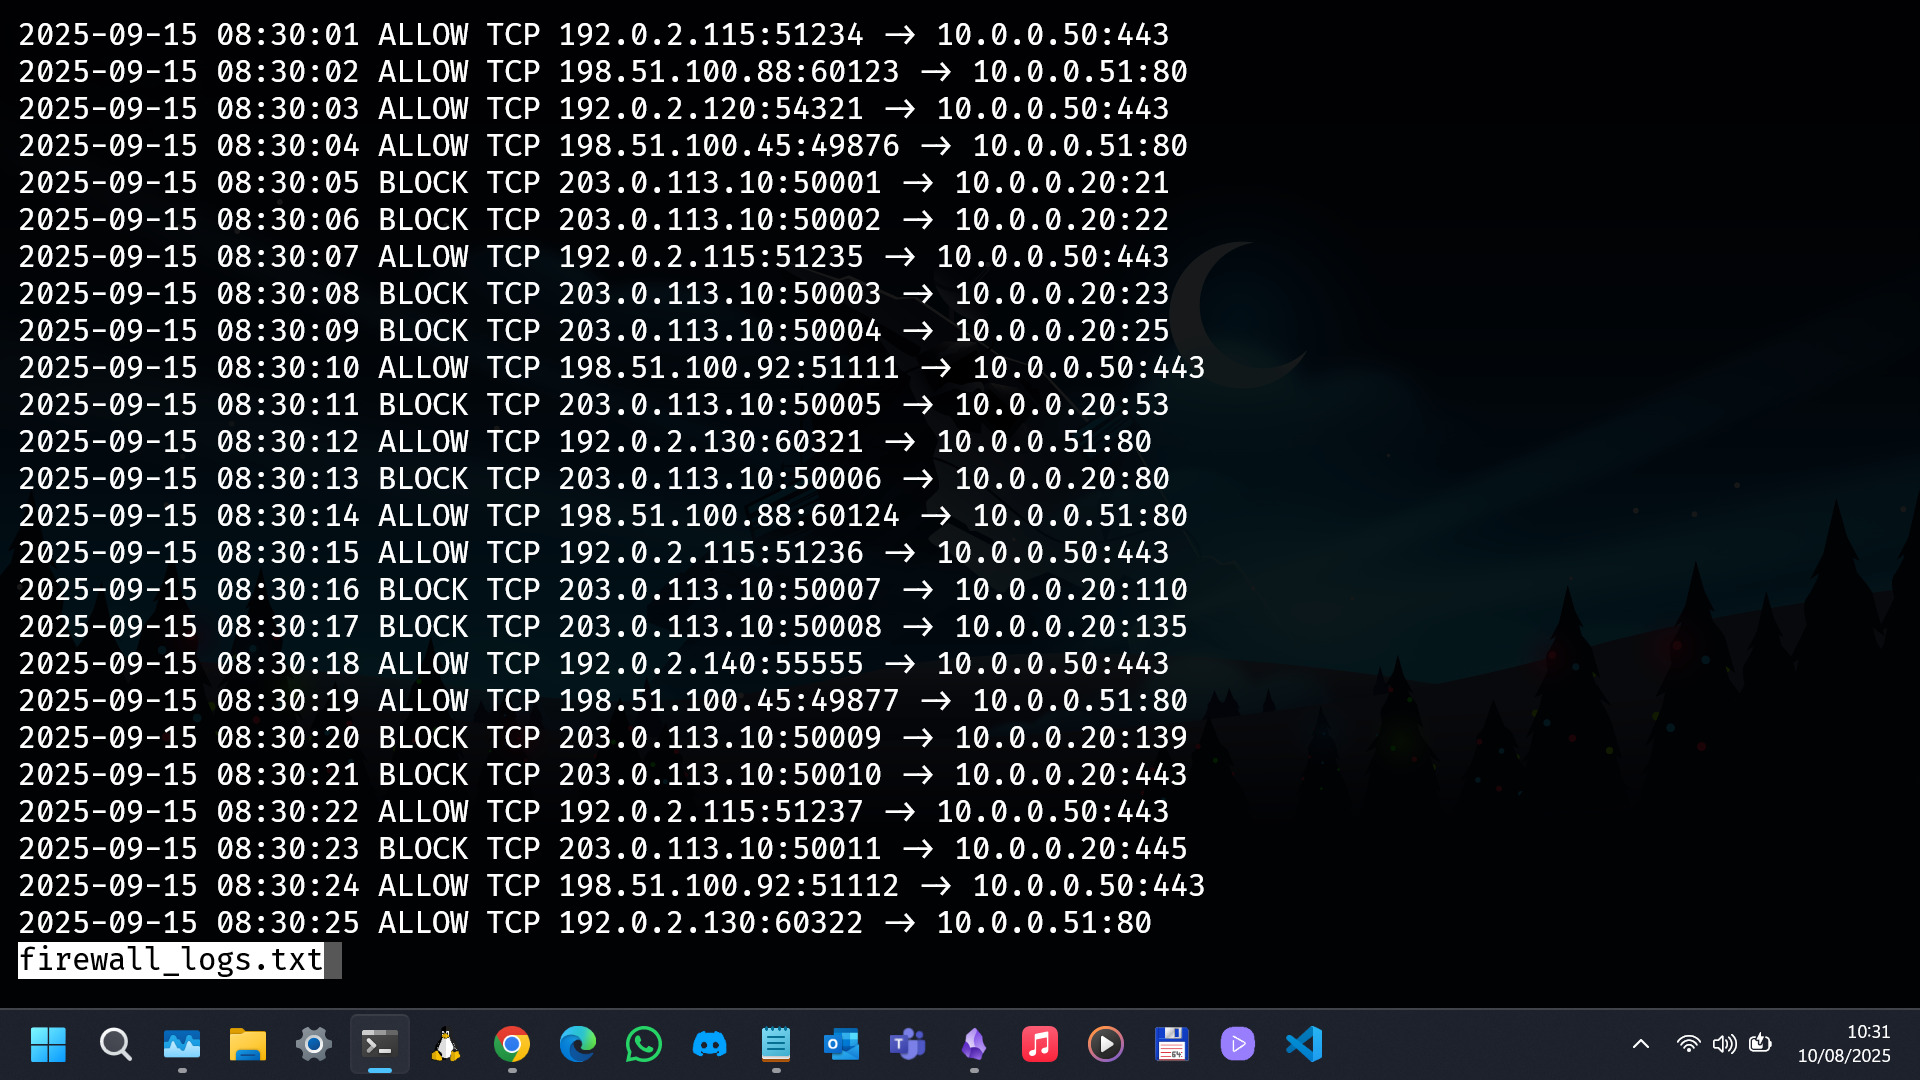 2025-09-15 08:30:01 ALLOW TCP 192.0.2.115:51234 → 10.0.0.50:443
2025-09-15 08:30:02 ALLOW TCP 198.51.100.88:60123 → 10.0.0.51:80
2025-09-15 08:30:03 ALLOW TCP 192.0.2.120:54321 → 10.0.0.50:443
2025-09-15 08:30:04 ALLOW TCP 198.51.100.45:49876 → 10.0.0.51:80
2025-09-15 08:30:05 BLOCK TCP 203.0.113.10:50001 → 10.0.0.20:21
2025-09-15 08:30:06 BLOCK TCP 203.0.113.10:50002 → 10.0.0.20:22
2025-09-15 08:30:07 ALLOW TCP 192.0.2.115:51235 → 10.0.0.50:443
2025-09-15 08:30:08 BLOCK TCP 203.0.113.10:50003 → 10.0.0.20:23
2025-09-15 08:30:09 BLOCK TCP 203.0.113.10:50004 → 10.0.0.20:25
2025-09-15 08:30:10 ALLOW TCP 198.51.100.92:51111 → 10.0.0.50:443
2025-09-15 08:30:11 BLOCK TCP 203.0.113.10:50005 → 10.0.0.20:53
2025-09-15 08:30:12 ALLOW TCP 192.0.2.130:60321 → 10.0.0.51:80
2025-09-15 08:30:13 BLOCK TCP 203.0.113.10:50006 → 10.0.0.20:80
2025-09-15 08:30:14 ALLOW TCP 198.51.100.88:60124 → 10.0.0.51:80
2025-09-15 08:30:15 ALLOW TCP 192.0.2.115:51236 → 10.0.0.50:443
2025-09-15 08:30:16 BLOCK TCP 203.0.113.10:50007 → 10.0.0.20:110
2025-09-15 08:30:17 BLOCK TCP 203.0.113.10:50008 → 10.0.0.20:135
2025-09-15 08:30:18 ALLOW TCP 192.0.2.140:55555 → 10.0.0.50:443
2025-09-15 08:30:19 ALLOW TCP 198.51.100.45:49877 → 10.0.0.51:80
2025-09-15 08:30:20 BLOCK TCP 203.0.113.10:50009 → 10.0.0.20:139
2025-09-15 08:30:21 BLOCK TCP 203.0.113.10:50010 → 10.0.0.20:443
2025-09-15 08:30:22 ALLOW TCP 192.0.2.115:51237 → 10.0.0.50:443
2025-09-15 08:30:23 BLOCK TCP 203.0.113.10:50011 → 10.0.0.20:445
2025-09-15 08:30:24 ALLOW TCP 198.51.100.92:51112 → 10.0.0.50:443
2025-09-15 08:30:25 ALLOW TCP 192.0.2.130:60322 → 10.0.0.51:80
firewall_logs.txt
10:31
10/08/2025